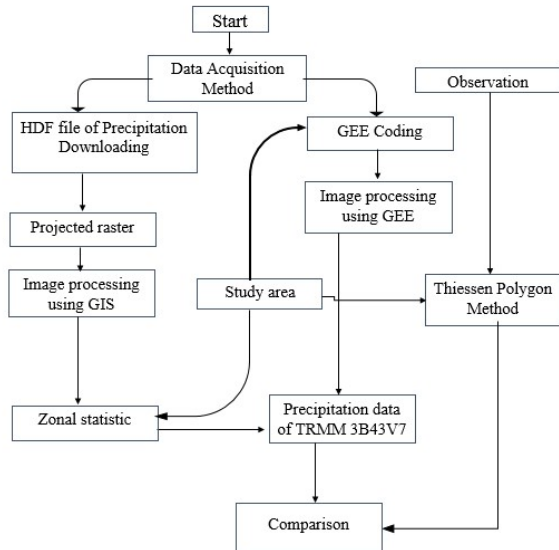 Start
Data Acquisition
Method
Observation
HDF file of Precipitation
Downloading
GEE Coding
Image processing
using GEE
Projected raster
Image processing
using GIS
Study area
Thiessen Polygon
Method
Zonal statistic
Precipitation data
of TRMM 3B43V7
Comparison